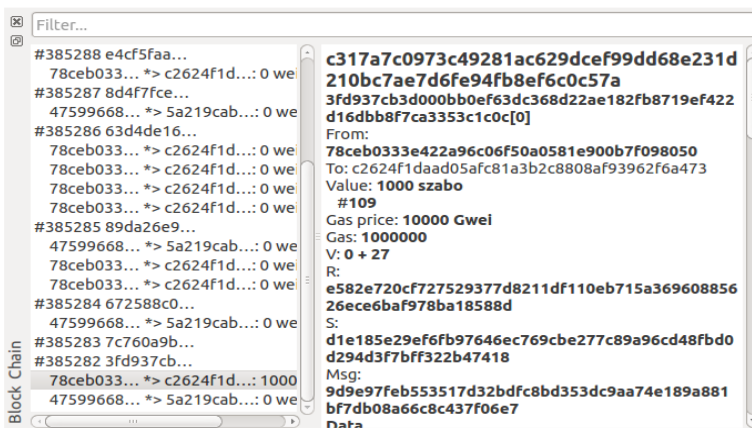 Filter...
#385288 e4cf5faa...
78ceb033... *> c2624f1d...: 0 wei
#385287 8d4f7fce...
47599668... *> 5a219cab...: 0 we
#385286 63d4de16...
78ceb033... *> c2624f1d...: 0 wei
78ceb033... *> c2624f1d...: 0 wei
78ceb033... *> c2624f1d...: 0 wei
78ceb033... *> c2624f1d...: 0 wei
#385285 89da26e9...
47599668... *> 5a219cab...: 0 we
78ceb033... *> c2624f1d...: 0 wei
78ceb033... *> c2624f1d...: 0 wei
#385284 672588c0...
47599668... *> 5a219cab...: 0 we
#385283 7c760a9b...
#385282 3fd937cb...
78ceb033... *> c2624f1d...: 1000
47599668... *> 5a219cab...: 0 we
Block Chain
c317a7c0973c49281ac629dcef99dd68e231d
210bc7ae7d6fe94fb8ef6c0c57a
3fd937cb3d000bb0ef63dc368d22ae182fb8719ef422
d16dbb8f7ca3353c1c0c[0]
From:
78ceb0333e422a96c06f50a0581e900b7f098050
To: c2624f1daad05afc81a3b2c8808af93962f6a473
Value: 1000 szabo
#109
Gas price: 10000 Gwei
Gas: 1000000
V: 0 + 27
R:
e582e720cf727529377d8211df110eb715a369608856
26ece6baf978ba18588d
S:
d1e185e29ef6fb97646ec769cbe277c89a96cd48fbd0
d294d3f7bff322b47418
Msg:
9d9e97feb553517d32bdfc8bd353dc9aa74e189a881
bf7db08a66c8c437f06e7
Data